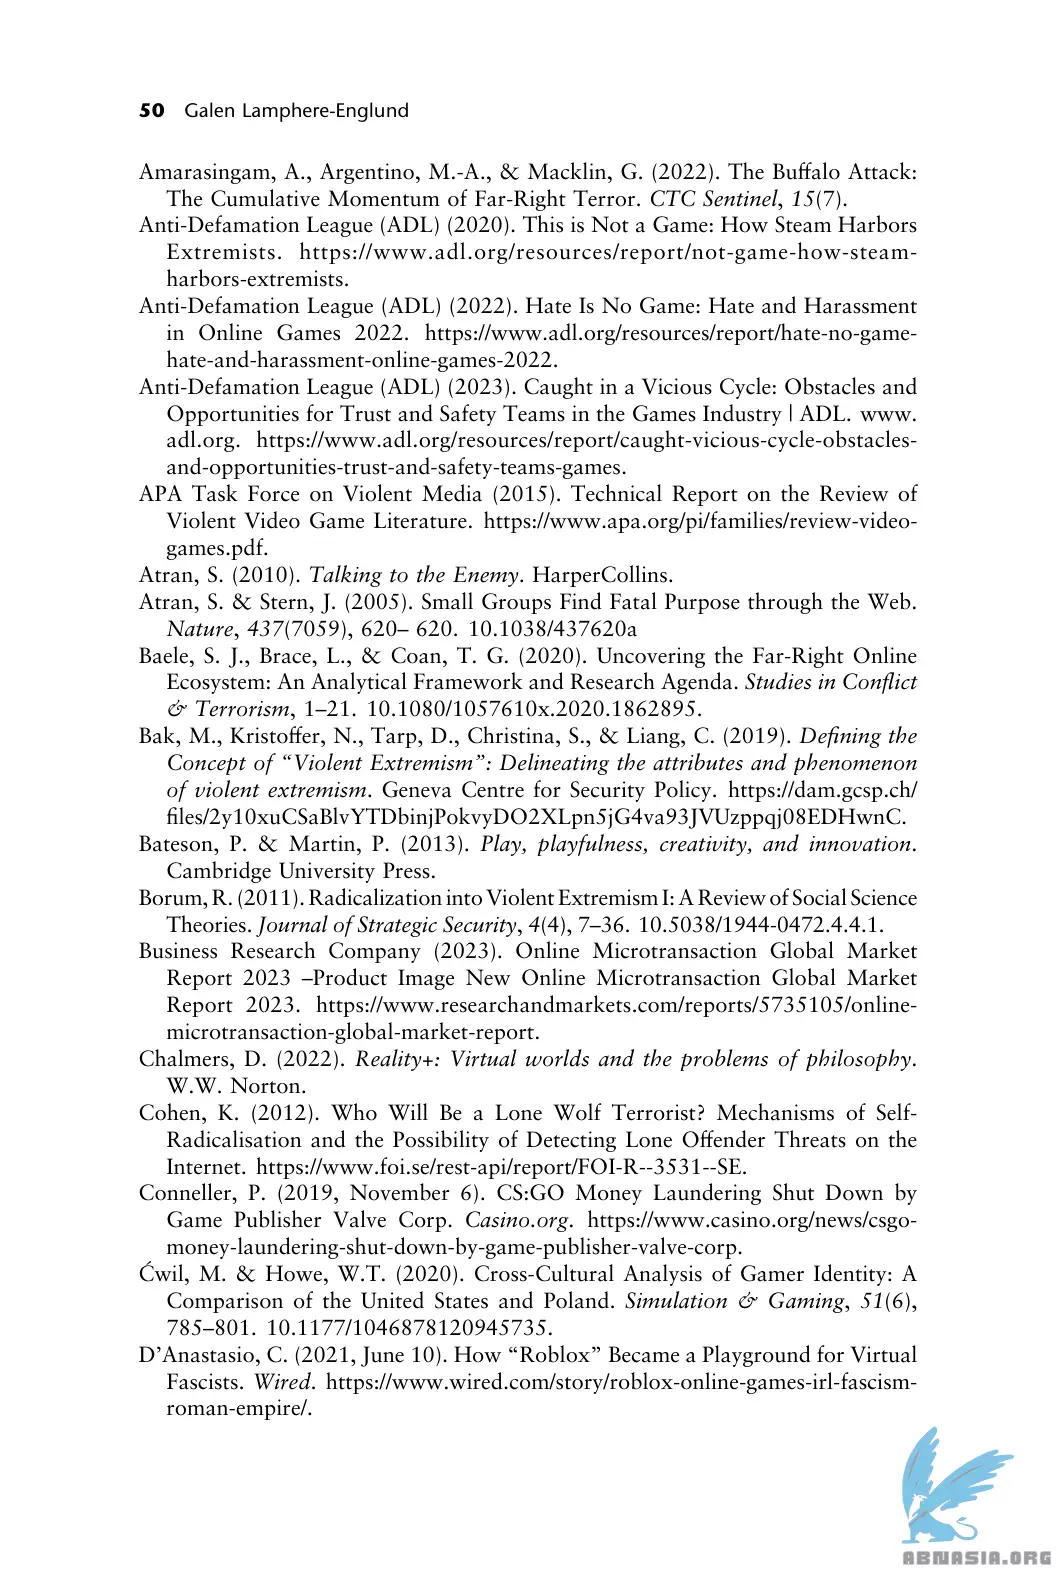 50 Galen Lamphere-Englund
Amarasingam, A., Argentino, M.-A., & Macklin, G. (2022). The Buffalo Attack:
The Cumulative Momentum of Far-Right Terror. CTC Sentinel, 15(7).
Anti-Defamation League (ADL) (2020). This is Not a Game: How Steam Harbors
Extremists. https://www.adl.org/resources/report/not-game-how-steam-
harbors-extremists.
Anti-Defamation League (ADL) (2022). Hate Is No Game: Hate and Harassment
in Online Games 2022. https://www.adl.org/resources/report/hate-no-game-
hate-and-harassment-online-games-2022.
Anti-Defamation League (ADL) (2023). Caught in a Vicious Cycle: Obstacles and
Opportunities for Trust and Safety Teams in the Games Industry | ADL. www.
adl.org. https://www.adl.org/resources/report/caught-vicious-cycle-obstacles-
and-opportunities-trust-and-safety-teams-games.
APA Task Force on Violent Media (2015). Technical Report on the Review of
Violent Video Game Literature. https://www.apa.org/pi/families/review-video-
games.pdf.
Atran, S. (2010). Talking to the Enemy. HarperCollins.
Atran, S. & Stern, J. (2005). Small Groups Find Fatal Purpose through the Web.
Nature, 437(7059), 620– 620. 10.1038/437620a
Baele, S. J., Brace, L., & Coan, T. G. (2020). Uncovering the Far-Right Online
Ecosystem: An Analytical Framework and Research Agenda. Studies in Conflict
& Terrorism, 1–21. 10.1080/1057610x.2020.1862895.
Bak, M., Kristoffer, N., Tarp, D., Christina, S., & Liang, C. (2019). Defining the
Concept of “Violent Extremism”: Delineating the attributes and phenomenon
of violent extremism. Geneva Centre for Security Policy. https://dam.gcsp.ch/
files/2y10xuCSaBlvYTDbinjPokvyDO2XLpn5jG4va93JVUzppqj08EDHwnC.
Bateson, P. & Martin, P. (2013). Play, playfulness, creativity, and innovation.
Cambridge University Press.
Borum, R. (2011). Radicalization into Violent Extremism I: A Review of Social Science
Theories. Journal of Strategic Security, 4(4), 7–36. 10.5038/1944-0472.4.4.1.
Business Research Company (2023). Online Microtransaction Global Market
Report 2023 –Product Image New Online Microtransaction Global Market
Report 2023. https://www.researchandmarkets.com/reports/5735105/online-
microtransaction-global-market-report.
Chalmers, D. (2022). Reality+: Virtual worlds and the problems of philosophy.
W.W. Norton.
Cohen, K. (2012). Who Will Be a Lone Wolf Terrorist? Mechanisms of Self-
Radicalisation and the Possibility of Detecting Lone Offender Threats on the
Internet. https://www.foi.se/rest-api/report/FOI-R--3531--SE.
Conneller, P. (2019, November 6). CS:GO Money Laundering Shut Down by
Game Publisher Valve Corp. Casino.org. https://www.casino.org/news/csgo-
money-laundering-shut-down-by-game-publisher-valve-corp.
Ćwil, M. & Howe, W.T. (2020). Cross-Cultural Analysis of Gamer Identity: A
Comparison of the United States and Poland. Simulation & Gaming, 51(6),
785–801. 10.1177/1046878120945735.
D’Anastasio, C. (2021, June 10). How “Roblox” Became a Playground for Virtual
Fascists. Wired. https://www.wired.com/story/roblox-online-games-irl-fascism-
roman-empire/.
ABNASIA.ORG